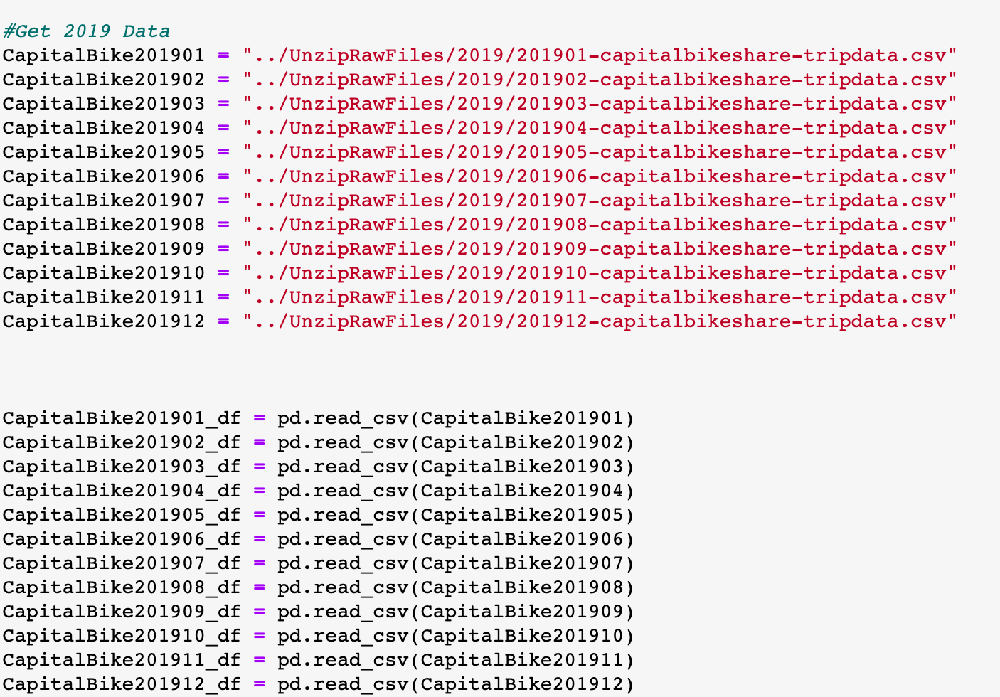 #Get 2019 Data
CapitalBike201901 = "../UnzipRawFiles/2019/201901-capitalbikeshare-tripdata.csv"
CapitalBike201902 = "../UnzipRawFiles/2019/201902-capitalbikeshare-tripdata.csv"
CapitalBike201903 = "../UnzipRawFiles/2019/201903-capitalbikeshare-tripdata.csv"
CapitalBike201904 = "../UnzipRawFiles/2019/201904-capitalbikeshare-tripdata.csv"
CapitalBike201905 = "../UnzipRawFiles/2019/201905-capitalbikeshare-tripdata.csv"
CapitalBike201906 = "../UnzipRawFiles/2019/201906-capitalbikeshare-tripdata.csv"
CapitalBike201907 = "../UnzipRawFiles/2019/201907-capitalbikeshare-tripdata.csv"
CapitalBike201908 = "../UnzipRawFiles/2019/201908-capitalbikeshare-tripdata.csv"
CapitalBike201909 = "../UnzipRawFiles/2019/201909-capitalbikeshare-tripdata.csv"
CapitalBike201910 = "../UnzipRawFiles/2019/201910-capitalbikeshare-tripdata.csv"
CapitalBike201911 = "../UnzipRawFiles/2019/201911-capitalbikeshare-tripdata.csv"
CapitalBike201912 = "../UnzipRawFiles/2019/201912-capitalbikeshare-tripdata.csv"
CapitalBike201901_df = pd.read_csv(CapitalBike201901)
CapitalBike201902_df = pd.read_csv(CapitalBike201902)
CapitalBike201903_df = pd.read_csv(CapitalBike201903)
CapitalBike201904_df = pd.read_csv(CapitalBike201904)
CapitalBike201905_df = pd.read_csv(CapitalBike201905)
CapitalBike201906_df = pd.read_csv(CapitalBike201906)
CapitalBike201907_df = pd.read_csv(CapitalBike201907)
CapitalBike201908_df = pd.read_csv(CapitalBike201908)
CapitalBike201909_df = pd.read_csv(CapitalBike201909)
CapitalBike201910_df = pd.read_csv(CapitalBike201910)
CapitalBike201911_df = pd.read_csv(CapitalBike201911)
CapitalBike201912_df = pd.read_csv(CapitalBike201912)